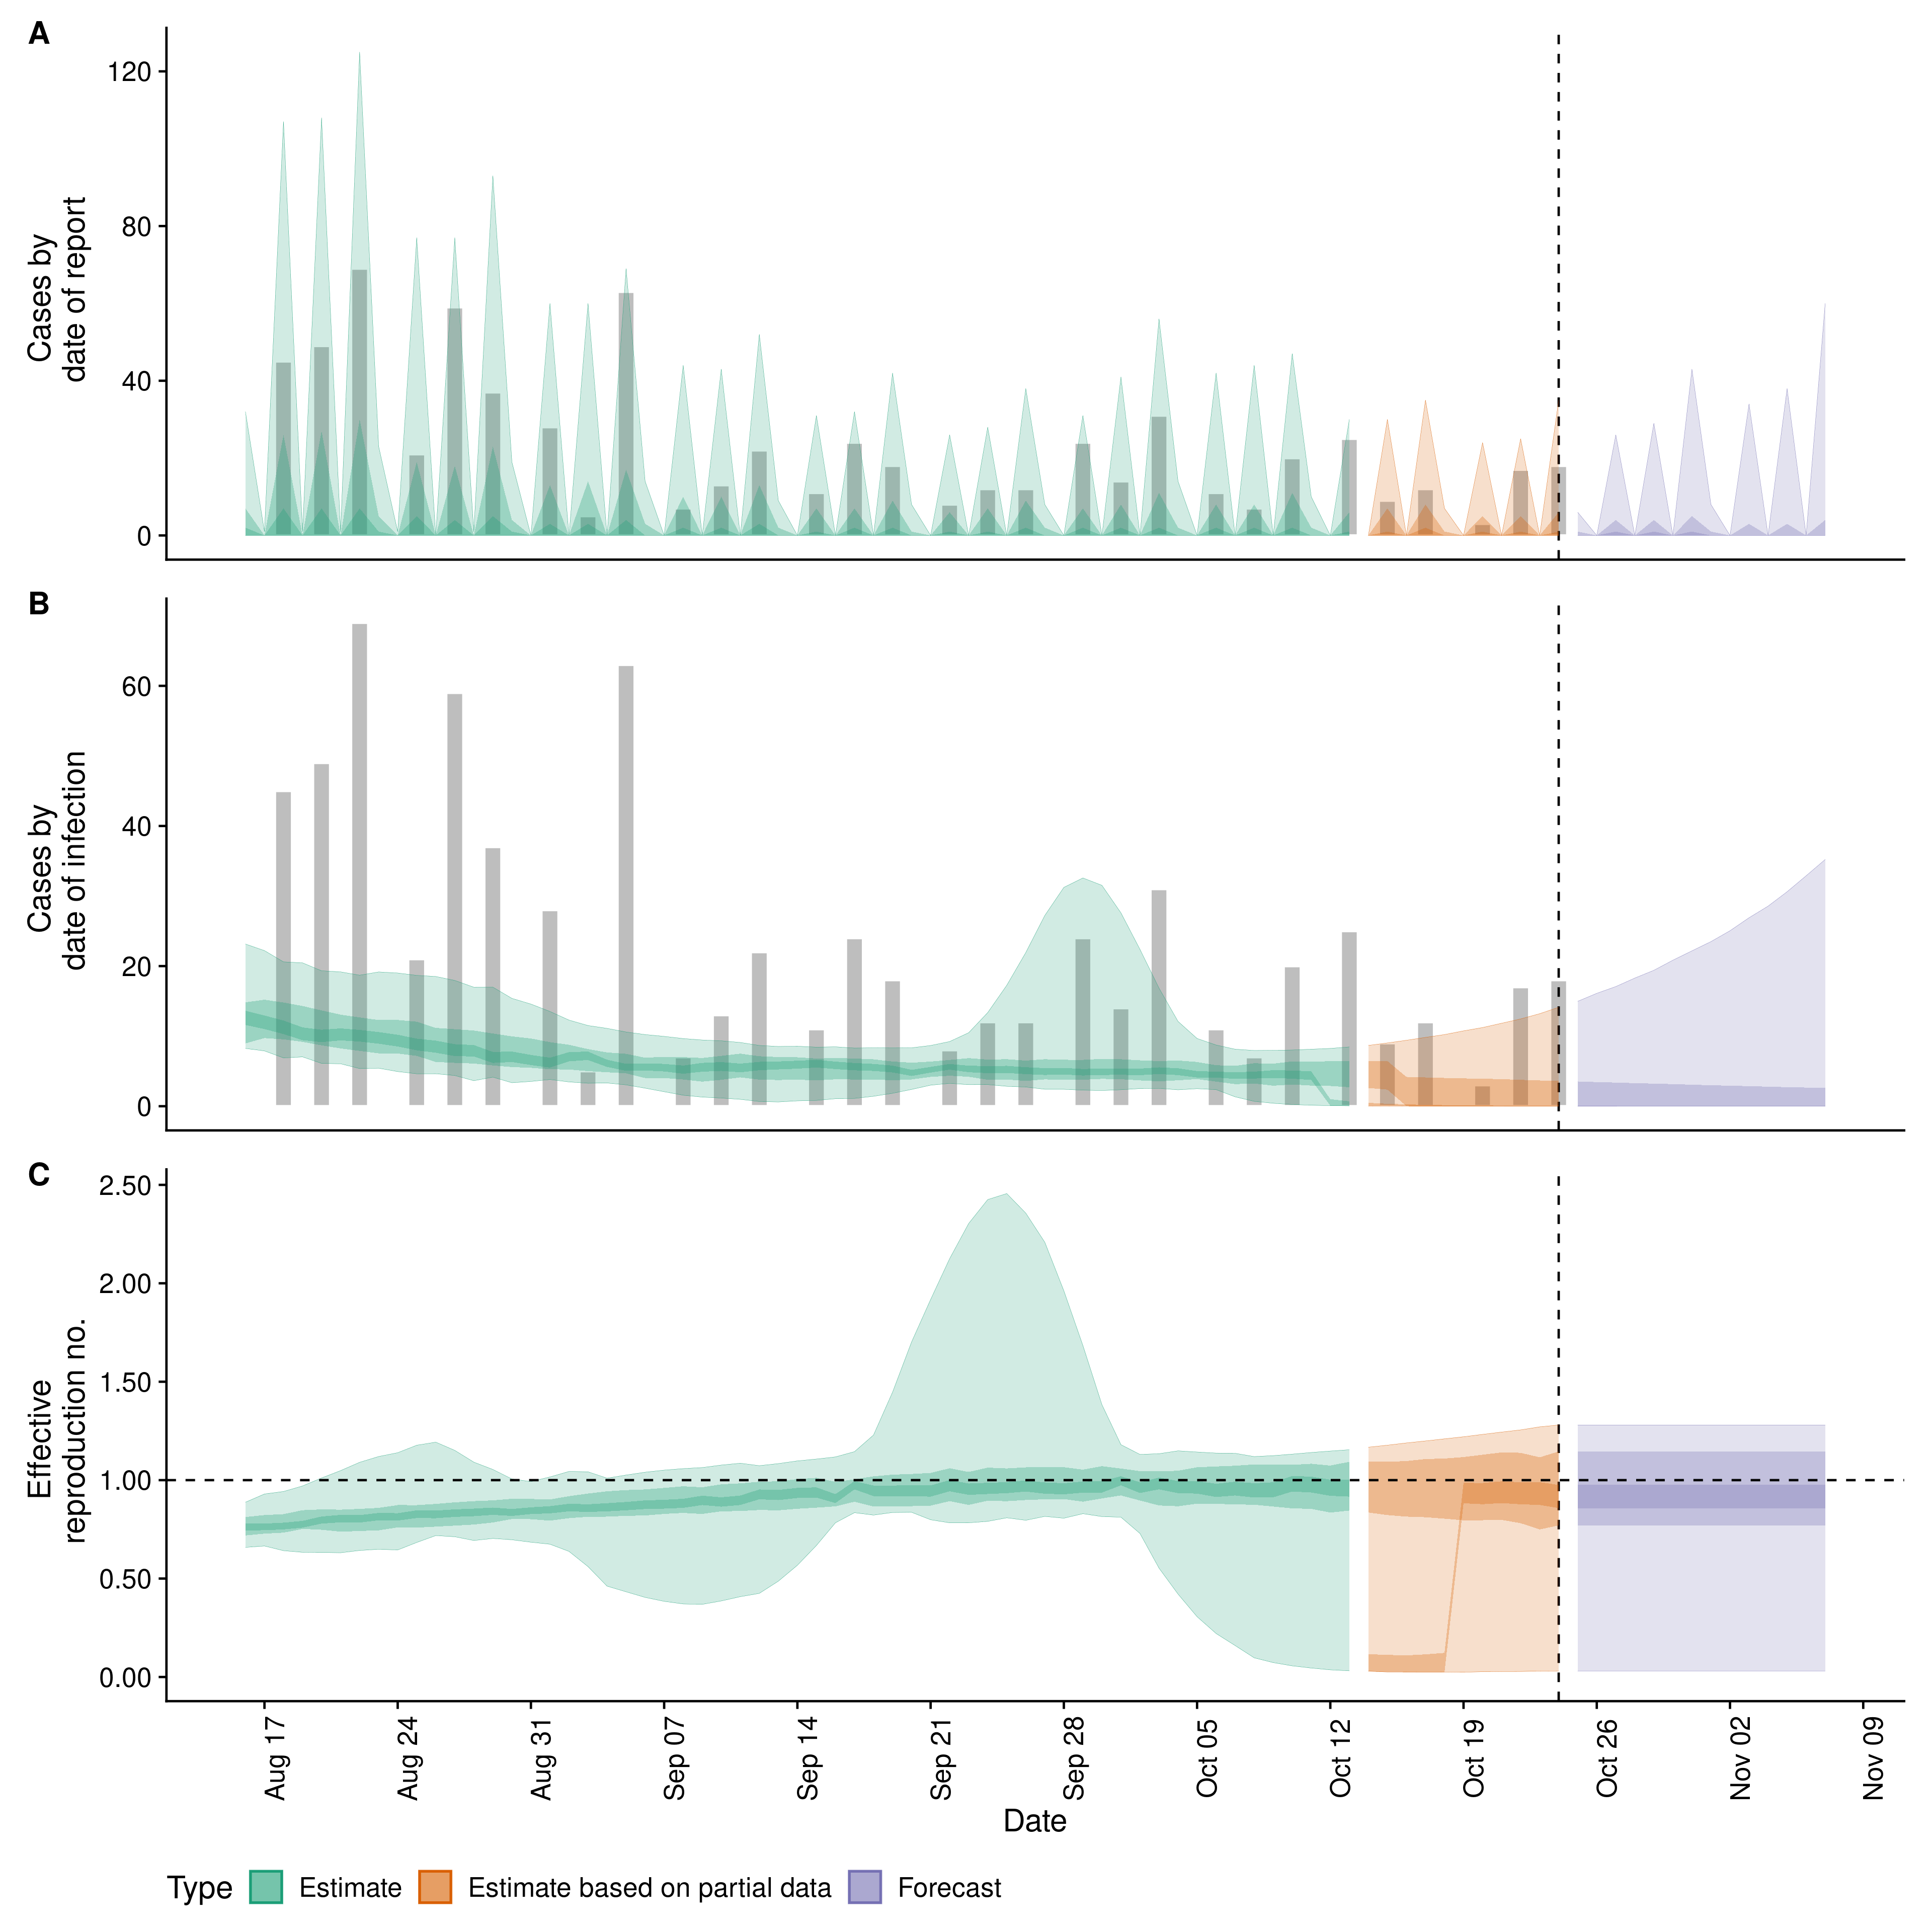 A
120
80
40
0
Cases by
date of report
B
60
40
20
0
Cases by
date of infection
C
2.50
2.00
1.50
1.00
0.50
0.00
Effective
reproduction no.
Aug 17
Aug 24
Aug 31
Sep 07
Sep 14
Sep 21
Sep 28
Oct 05
Oct 12
Oct 19
Oct 26
Nov 02
Nov 09
Date
Type Estimate Estimate based on partial data Forecast